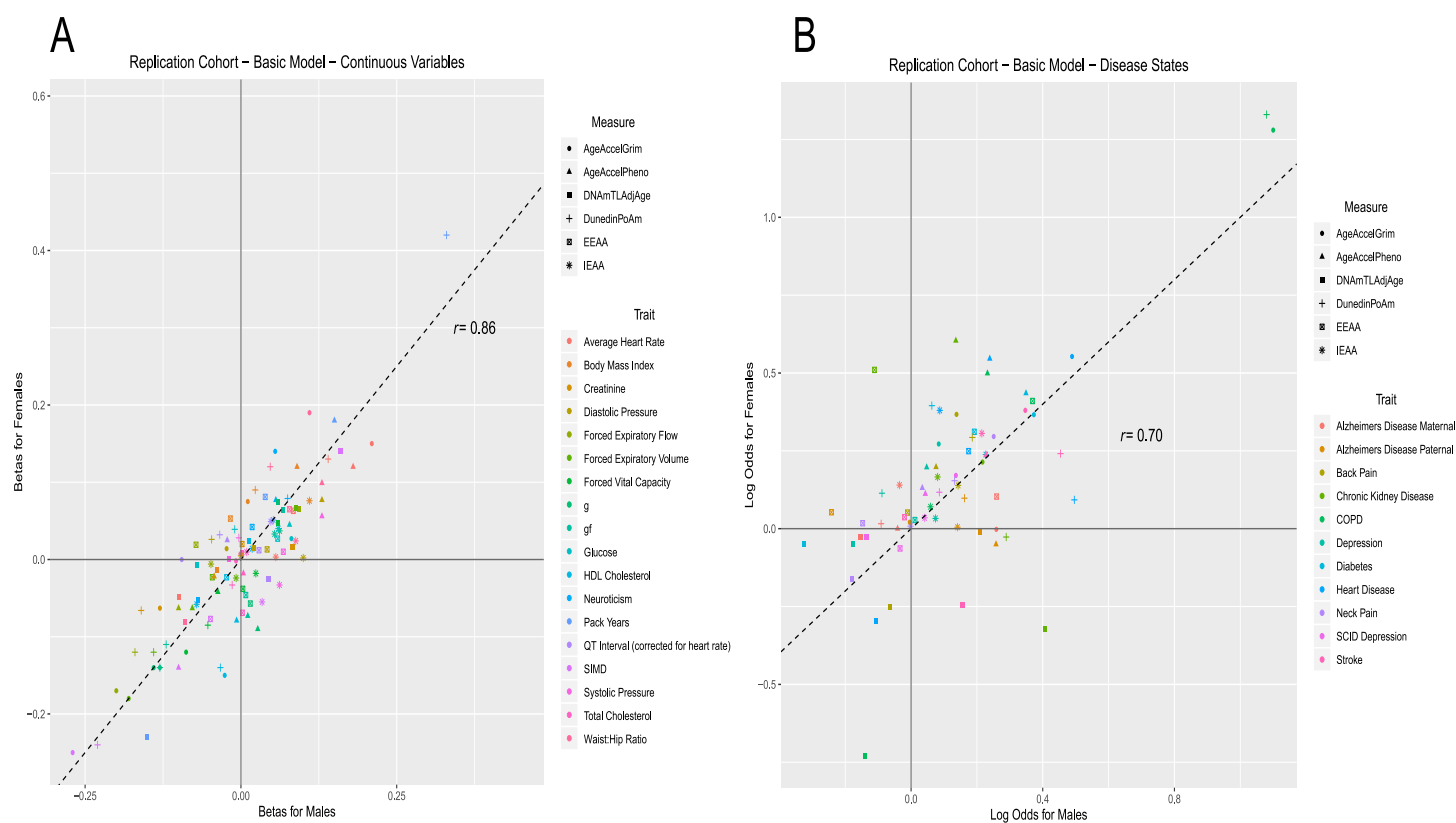 A
Replication Cohort − Basic Model − Continuous Variables
0.6
0.4
0.2
0.0
−0.2
−0.25
0.00
0.25
Betas for Females
Betas for Males
r= 0.86
Measure
AgeAccelGrim
AgeAccelPheno
DNAmTLAdjAge
DunedinPoAm
EEAA
IEAA
Trait
Average Heart Rate
Body Mass Index
Creatinine
Diastolic Pressure
Forced Expiratory Flow
Forced Expiratory Volume
Forced Vital Capacity
g
gf
Glucose
HDL Cholesterol
Neuroticism
Pack Years
QT Interval (corrected for heart rate)
SIMD
Systolic Pressure
Total Cholesterol
Waist:Hip Ratio
B
Replication Cohort − Basic Model − Disease States
1.0
0.5
0.0
−0.5
0.0
0.4
0.8
Log Odds for Females
Log Odds for Males
r= 0.70
Measure
AgeAccelGrim
AgeAccelPheno
DNAmTLAdjAge
DunedinPoAm
EEAA
IEAA
Trait
Alzheimers Disease Maternal
Alzheimers Disease Paternal
Back Pain
Chronic Kidney Disease
COPD
Depression
Diabetes
Heart Disease
Neck Pain
SCID Depression
Stroke